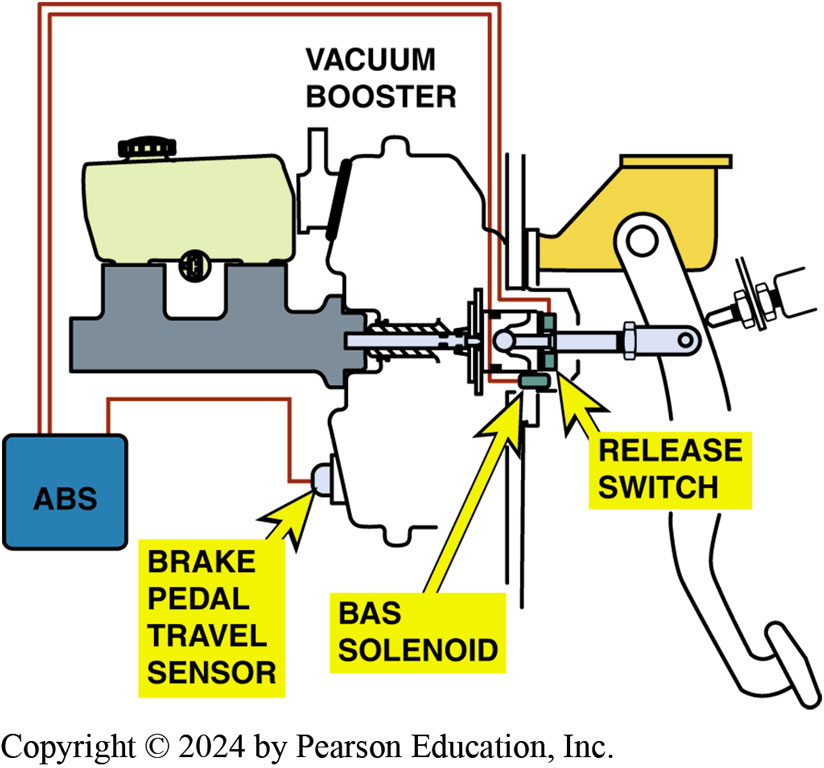 VACUUM
BOOSTER
ABS
RELEASE
SWITCH
BRAKE
PEDAL
TRAVEL
SENSOR
BAS
SOLENOID
Copyright © 2024 by Pearson Education, Inc.